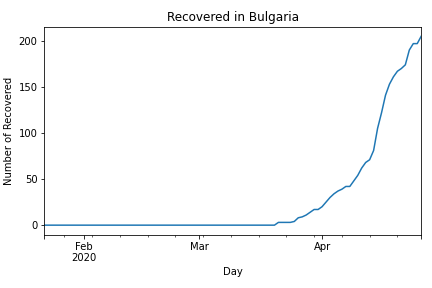 Recovered in Bulgaria
Number of Recovered
200
150
100
50
0
Feb
2020
Mar
Apr
Day